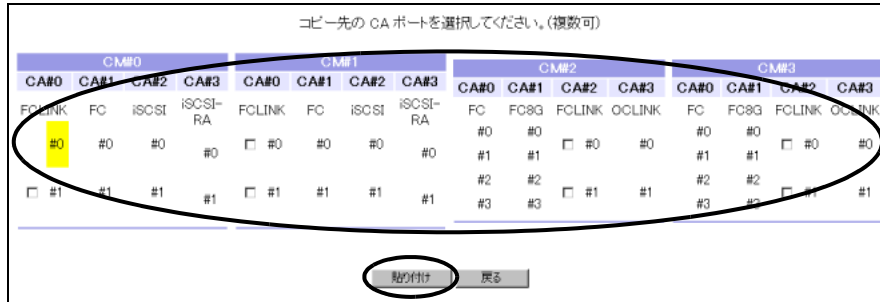 コピー先の CA ポートを選択してください。(複数可)
CM#0 CM#1 CM#2 CM#3
CA#0 CA#1 CA#2 CA#3 CA#0 CA#1 CA#2 CA#3 CA#0 CA#1 CA#2 CA#3 CA#0 CA#1 CA#2 CA#3
FCLINK FC iSCSI iSCSI-RA FCLINK FC iSCSI iSCSI-RA FC FC8G FCLINK OCLINK FC FC8G FCLINK OCLINK
#0 #0 #0 #0 #0 #0 #0 #0 #0 #0 #0 #0 #0 #0 #0 #0
#1 #1 #1 #1
#1 #1 #1 #1 #1 #1 #1 #1 #2 #2 #1 #1 #2 #2 #1 #1
#3 #3 #3 #3
貼り付け 戻る